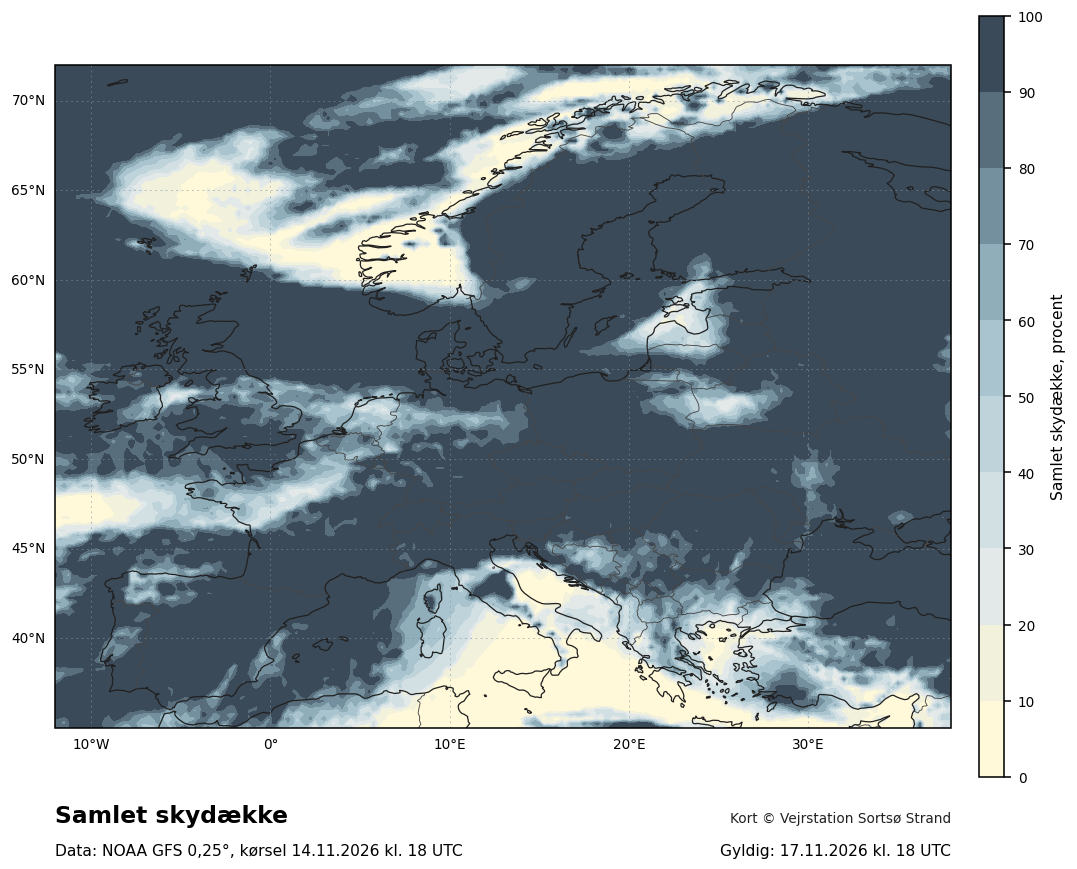 70°N
65°N
60°N
55°N
50°N
45°N
40°N
10°W
0°
10°E
20°E
30°E
100
90
80
70
60
50
40
30
20
10
0
Samlet skydække, procent
Samlet skydække
Kort © Vejrstation Sortsø Strand
Data: NOAA GFS 0,25°, kørsel 14.11.2026 kl. 18 UTC
Gyldig: 17.11.2026 kl. 18 UTC